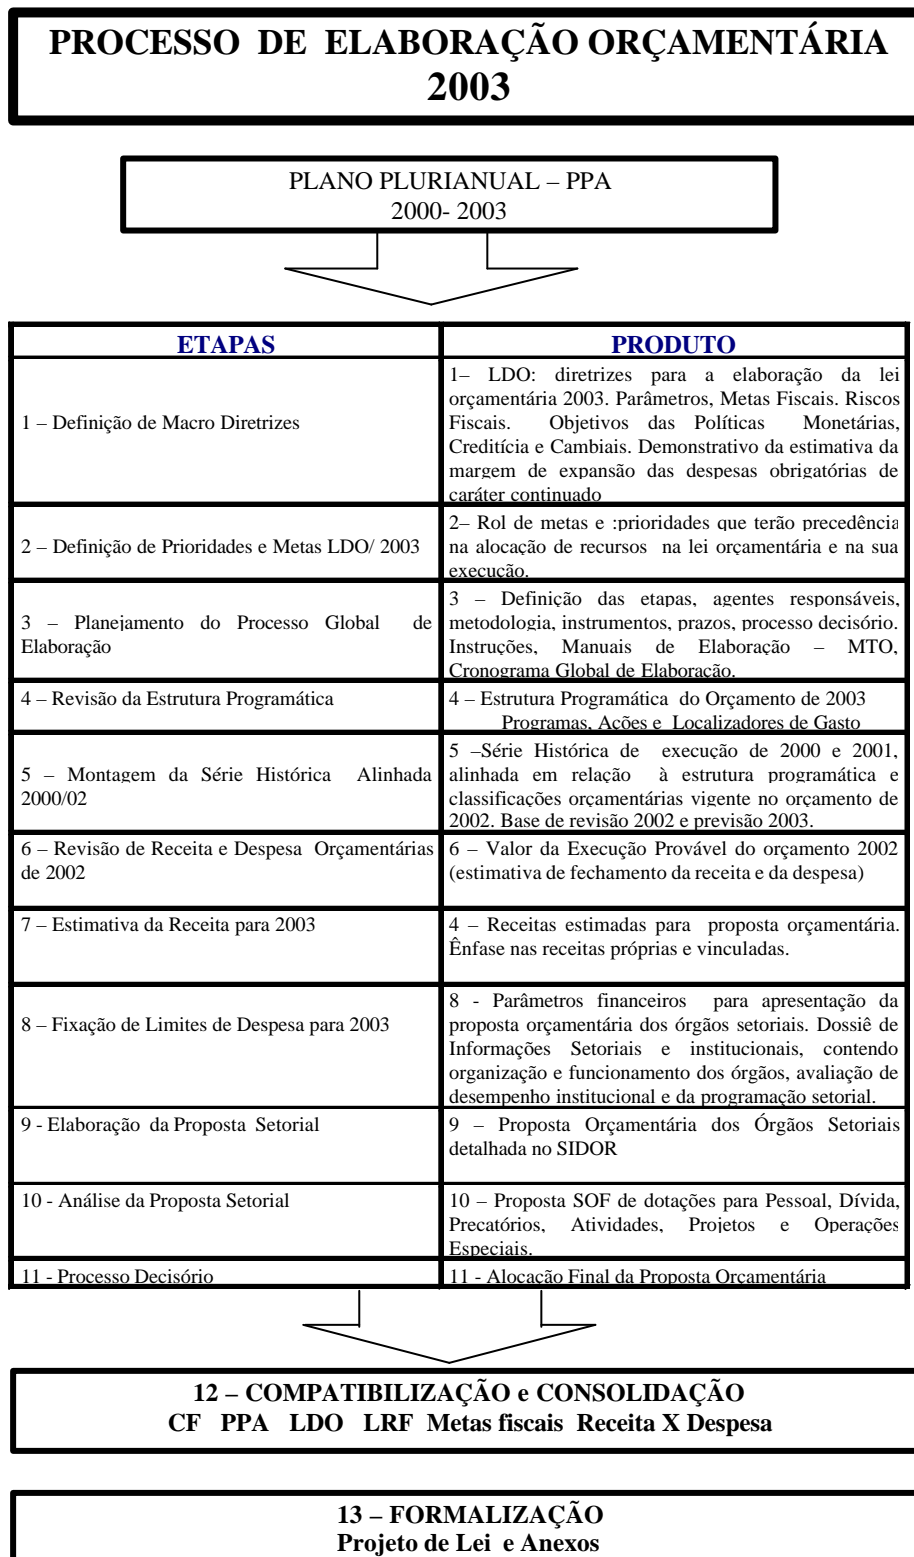 PROCESSO DE ELABORAÇÃO ORÇAMENTÁRIA
2003
PLANO PLURIANUAL – PPA
2000- 2003
ETAPAS
PRODUTO
1 – Definição de Macro Diretrizes
1– LDO: diretrizes para a elaboração da lei
orçamentária 2003. Parâmetros, Metas Fiscais. Riscos
Fiscais. Objetivos das Políticas Monetárias,
Creditícia e Cambiais. Demonstrativo da estimativa da
margem de expansão das despesas obrigatórias de
caráter continuado
2 – Definição de Prioridades e Metas LDO/ 2003
2– Rol de metas e :prioridades que terão precedência
na alocação de recursos na lei orçamentária e na sua
execução.
3 – Planejamento do Processo Global de
Elaboração
3 – Definição das etapas, agentes responsáveis,
metodologia, instrumentos, prazos, processo decisório.
Instruções, Manuais de Elaboração – MTO,
Cronograma Global de Elaboração.
4 – Revisão da Estrutura Programática
4 – Estrutura Programática do Orçamento de 2003
Programas, Ações e Localizadores de Gasto
5 – Montagem da Série Histórica Alinhada
2000/02
5 –Série Histórica de execução de 2000 e 2001,
alinhada em relação à estrutura programática e
classificações orçamentárias vigente no orçamento de
2002. Base de revisão 2002 e previsão 2003.
6 – Revisão de Receita e Despesa Orçamentárias
de 2002
6 – Valor da Execução Provável do orçamento 2002
(estimativa de fechamento da receita e da despesa)
7 – Estimativa da Receita para 2003
4 – Receitas estimadas para proposta orçamentária.
Ênfase nas receitas próprias e vinculadas.
8 – Fixação de Limites de Despesa para 2003
8 - Parâmetros financeiros para apresentação da
proposta orçamentária dos órgãos setoriais. Dossiê de
Informações Setoriais e institucionais, contendo
organização e funcionamento dos órgãos, avaliação de
desempenho institucional e da programação setorial.
9 - Elaboração da Proposta Setorial
9 – Proposta Orçamentária dos Órgãos Setoriais
detalhada no SIDOR
10 - Análise da Proposta Setorial
10 – Proposta SOF de dotações para Pessoal, Dívida,
Precatórios, Atividades, Projetos e Operações
Especiais.
11 - Processo Decisório
11 - Alocação Final da Proposta Orçamentária
12 – COMPATIBILIZAÇÃO e CONSOLIDAÇÃO
CF PPA LDO LRF Metas fiscais Receita X Despesa
13 – FORMALIZAÇÃO
Projeto de Lei e Anexos